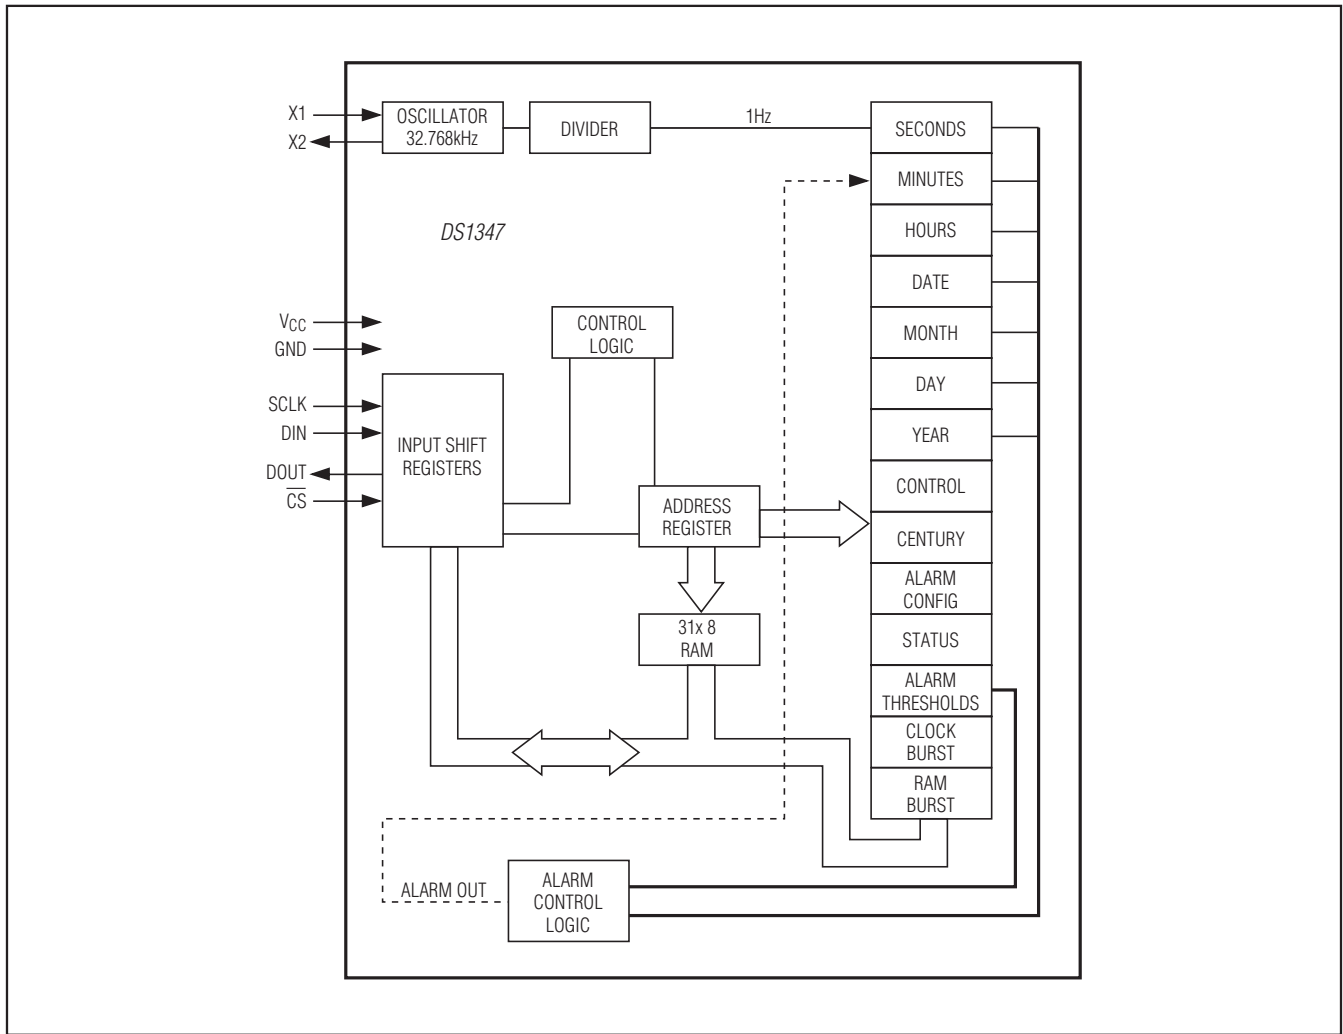 X1
X2
OSCILLATOR
32.768kHz
DIVIDER
1Hz
SECONDS
MINUTES
HOURS
DATE
MONTH
DAY
YEAR
CONTROL
CENTURY
ALARM
CONFIG
STATUS
ALARM
THRESHOLDS
CLOCK
BURST
RAM
BURST
DS1347
VCC
GND
SCLK
DIN
DOUT
C̅S̅
INPUT SHIFT
REGISTERS
CONTROL
LOGIC
ADDRESS
REGISTER
31x 8
RAM
ALARM OUT
ALARM
CONTROL
LOGIC